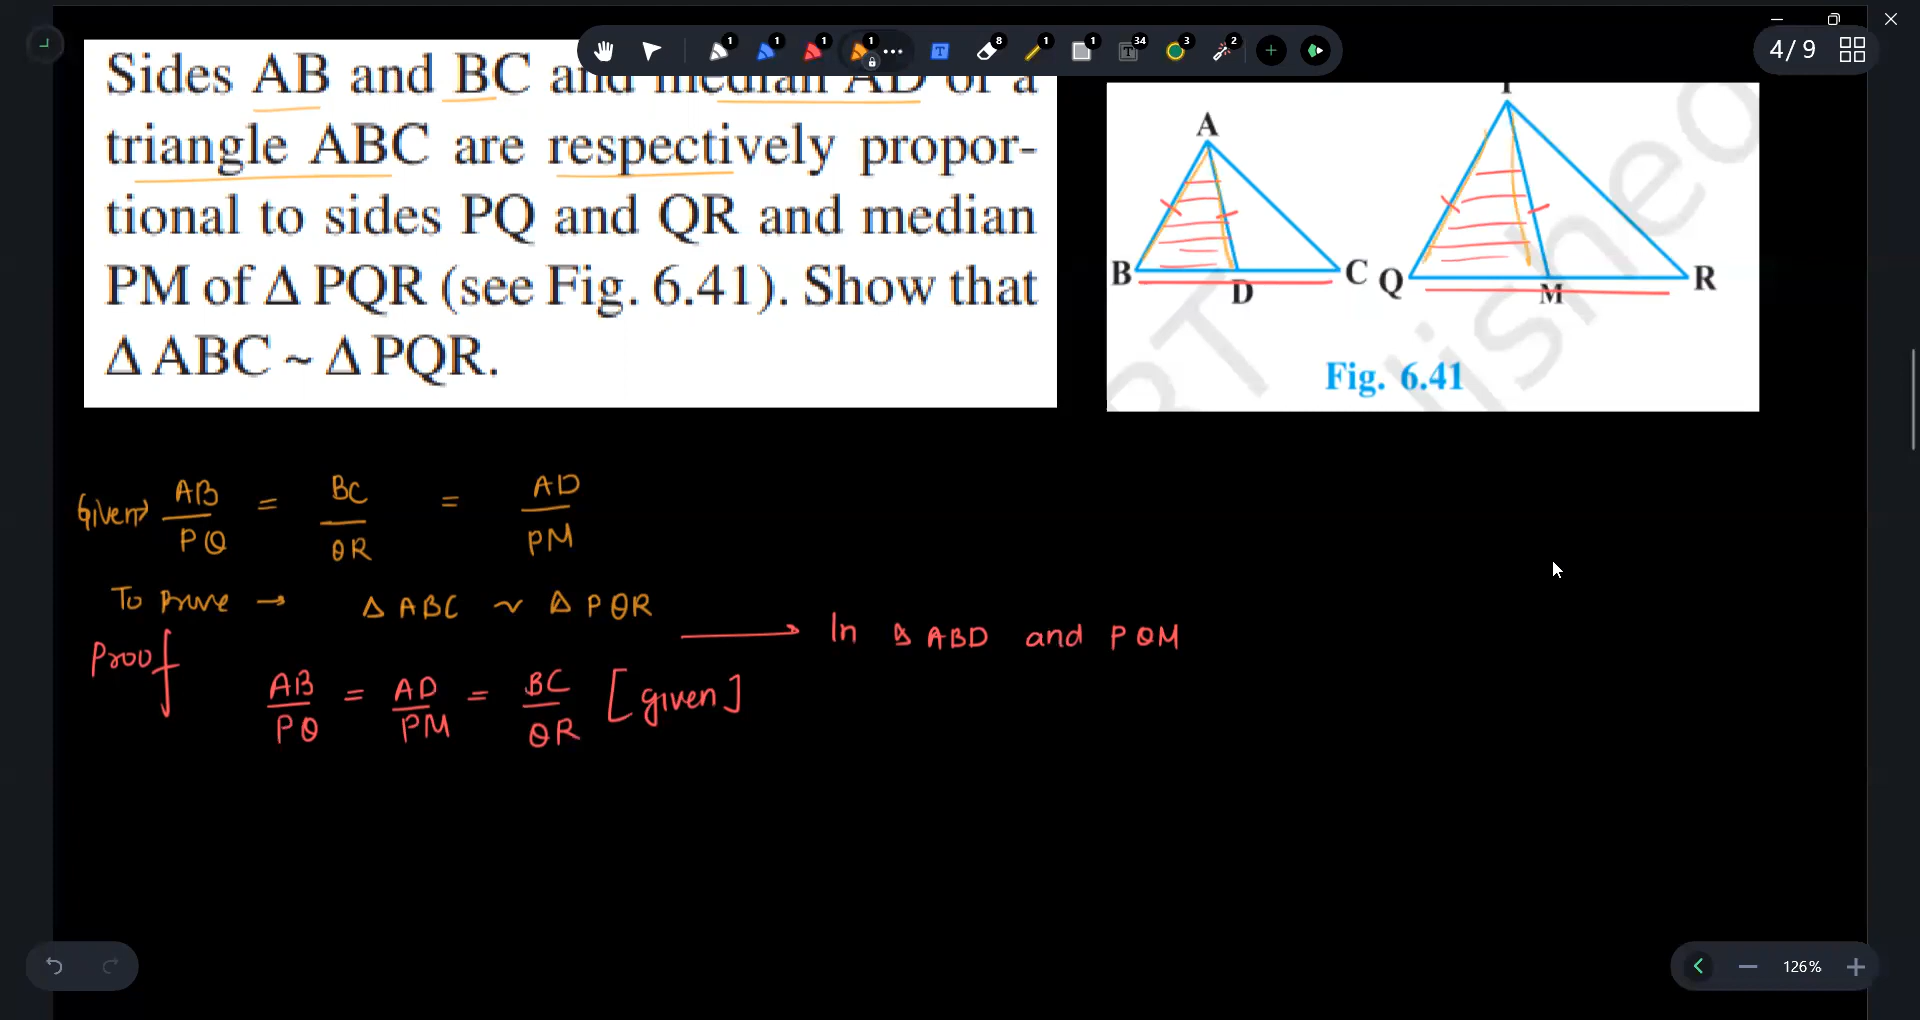 4/9
Sides AB and BC and median AD of a
triangle ABC are respectively propor-
tional to sides PQ and QR and median
PM of Δ PQR (see Fig. 6.41). Show that
Δ ABC ~ Δ PQR.
A
B
D
C
Q
M
R
Fig. 6.41
Given → AB/PQ = BC/QR = AD/PM
To prove → Δ ABC ~ Δ PQR
Proof
→ In Δs ABD and PQM
AB/PQ = AD/PM = BC/QR [given]
126%